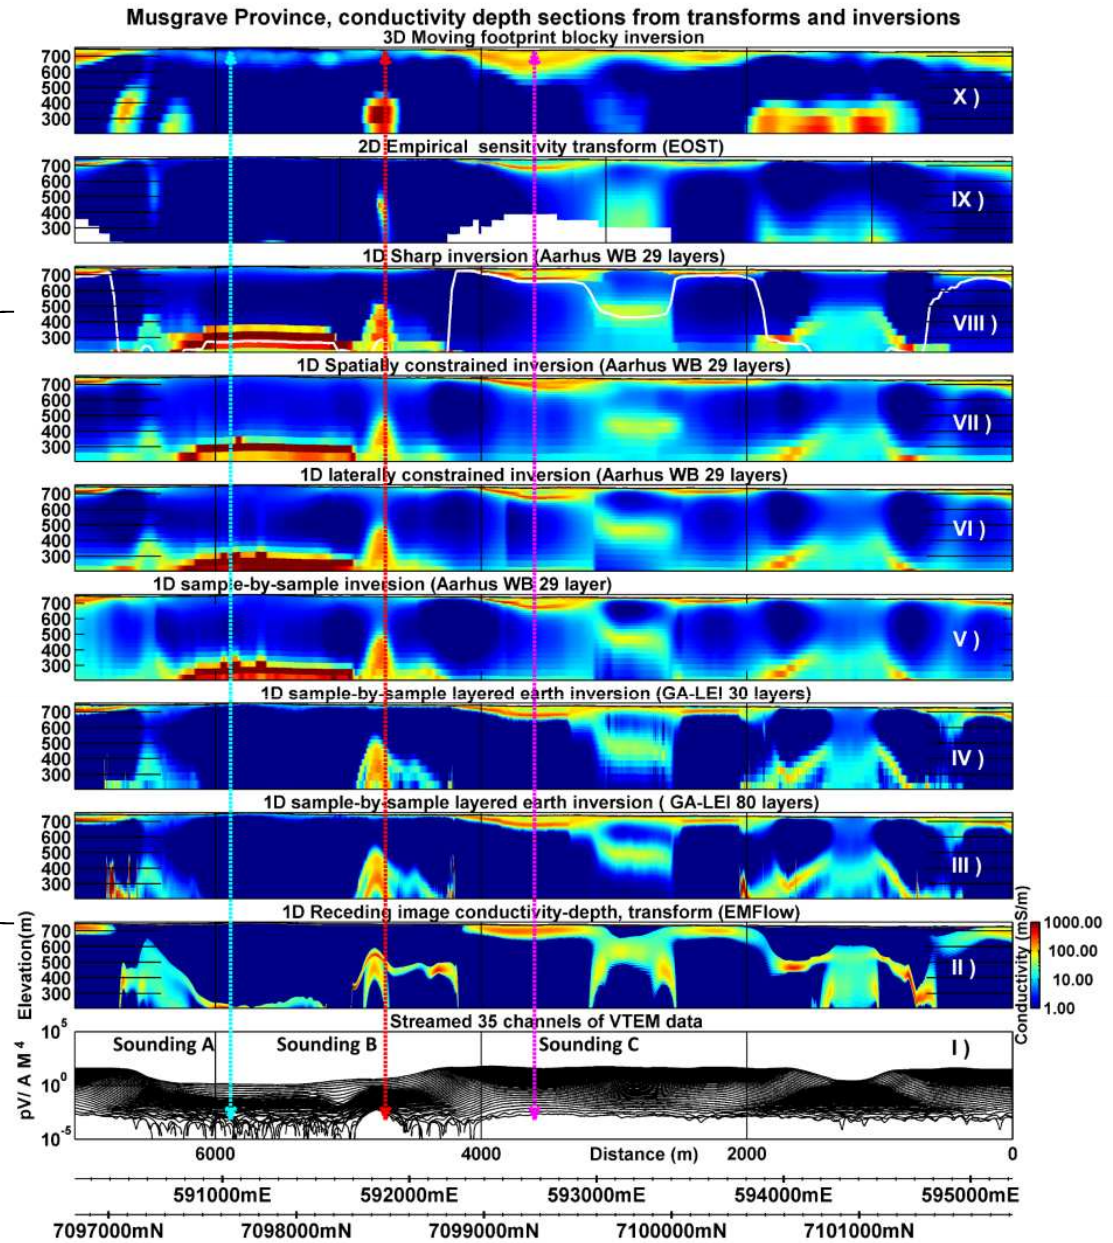 Musgrave Province, conductivity depth sections from transforms and inversions
3D Moving footprint blocky inversion
700
600
500
400
300
X )
2D Empirical sensitivity transform (EOST)
700
600
500
400
300
IX )
1D Sharp inversion (Aarhus WB 29 layers)
700
600
500
400
300
VIII )
1D Spatially constrained inversion (Aarhus WB 29 layers)
700
600
500
400
300
VII )
1D laterally constrained inversion (Aarhus WB 29 layers)
700
600
500
400
300
VI )
1D sample-by-sample inversion (Aarhus WB 29 layer)
700
600
500
400
300
V )
1D sample-by-sample layered earth inversion (GA-LEI 30 layers)
700
600
500
400
300
IV )
1D sample-by-sample layered earth inversion ( GA-LEI 80 layers)
700
600
500
400
300
III )
1D Receding image conductivity-depth, transform (EMFlow)
Elevation(m)
700
600
500
400
300
II )
Conductivity (mS/m)
1000.00
100.00
10.00
1.00
Streamed 35 channels of VTEM data
pV/ A M 4
10 5
10 0
10 -5
Sounding A
Sounding B
Sounding C
I )
6000 4000 Distance (m) 2000 0
591000mE 592000mE 593000mE 594000mE 595000mE
7097000mN 7098000mN 7099000mN 7100000mN 7101000mN